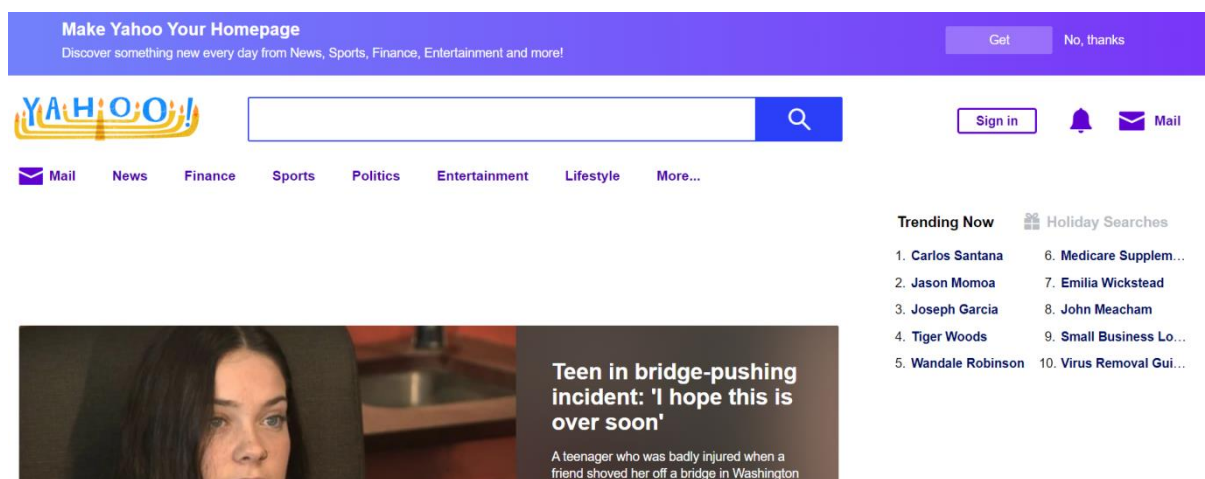 Make Yahoo Your Homepage
Discover something new every day from News, Sports, Finance, Entertainment and more!
Get
No, thanks
YAHOO!
Sign in
Mail
Mail News Finance Sports Politics Entertainment Lifestyle More...
Trending Now
Holiday Searches
1. Carlos Santana
2. Jason Momoa
3. Joseph Garcia
4. Tiger Woods
5. Wandale Robinson
6. Medicare Supplem...
7. Emilia Wickstead
8. John Meacham
9. Small Business Lo...
10. Virus Removal Gui...
Teen in bridge-pushing
incident: 'I hope this is
over soon'
A teenager who was badly injured when a
friend shoved her off a bridge in Washington